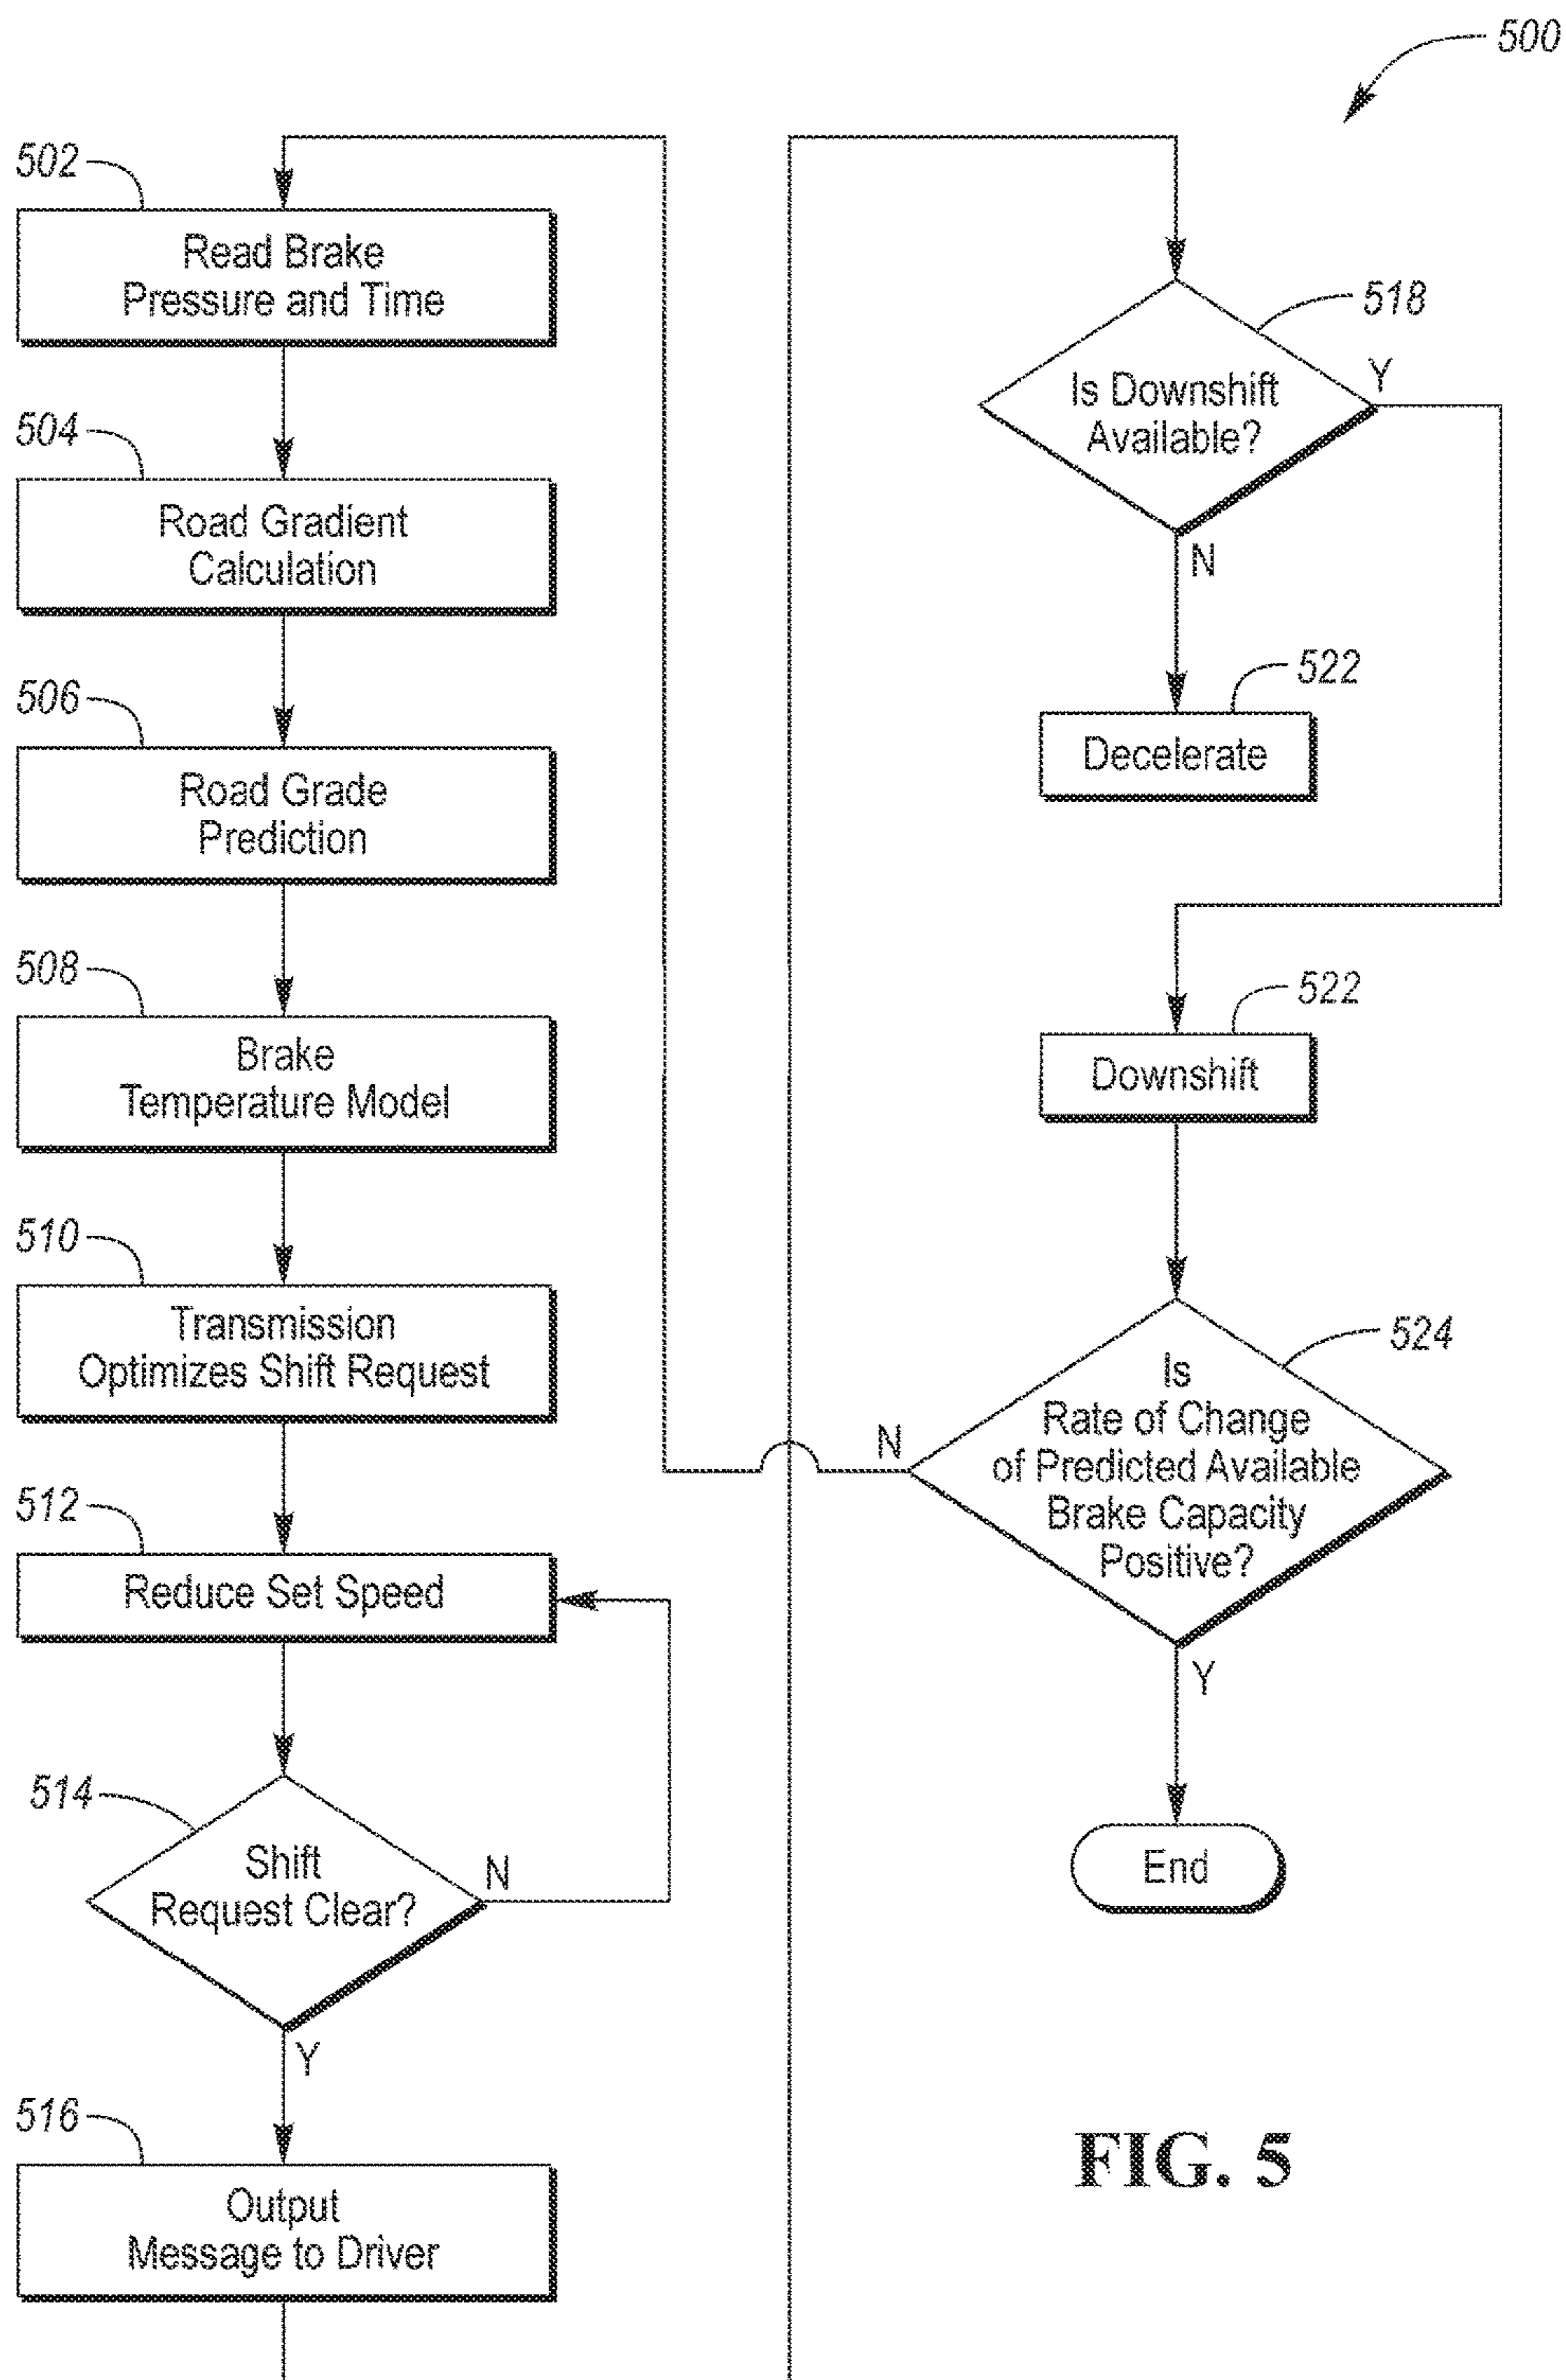 500
502
Read Brake
Pressure and Time
504
Road Gradient
Calculation
506
Road Grade
Prediction
508
Brake
Temperature Model
510
Transmission
Optimizes Shift Request
512
Reduce Set Speed
514
Shift
Request Clear?
N
Y
516
Output
Message to Driver
518
Is Downshift
Available?
Y
N
522
Decelerate
522
Downshift
524
Is
Rate of Change
of Predicted Available
Brake Capacity
Positive?
N
Y
End
FIG. 5